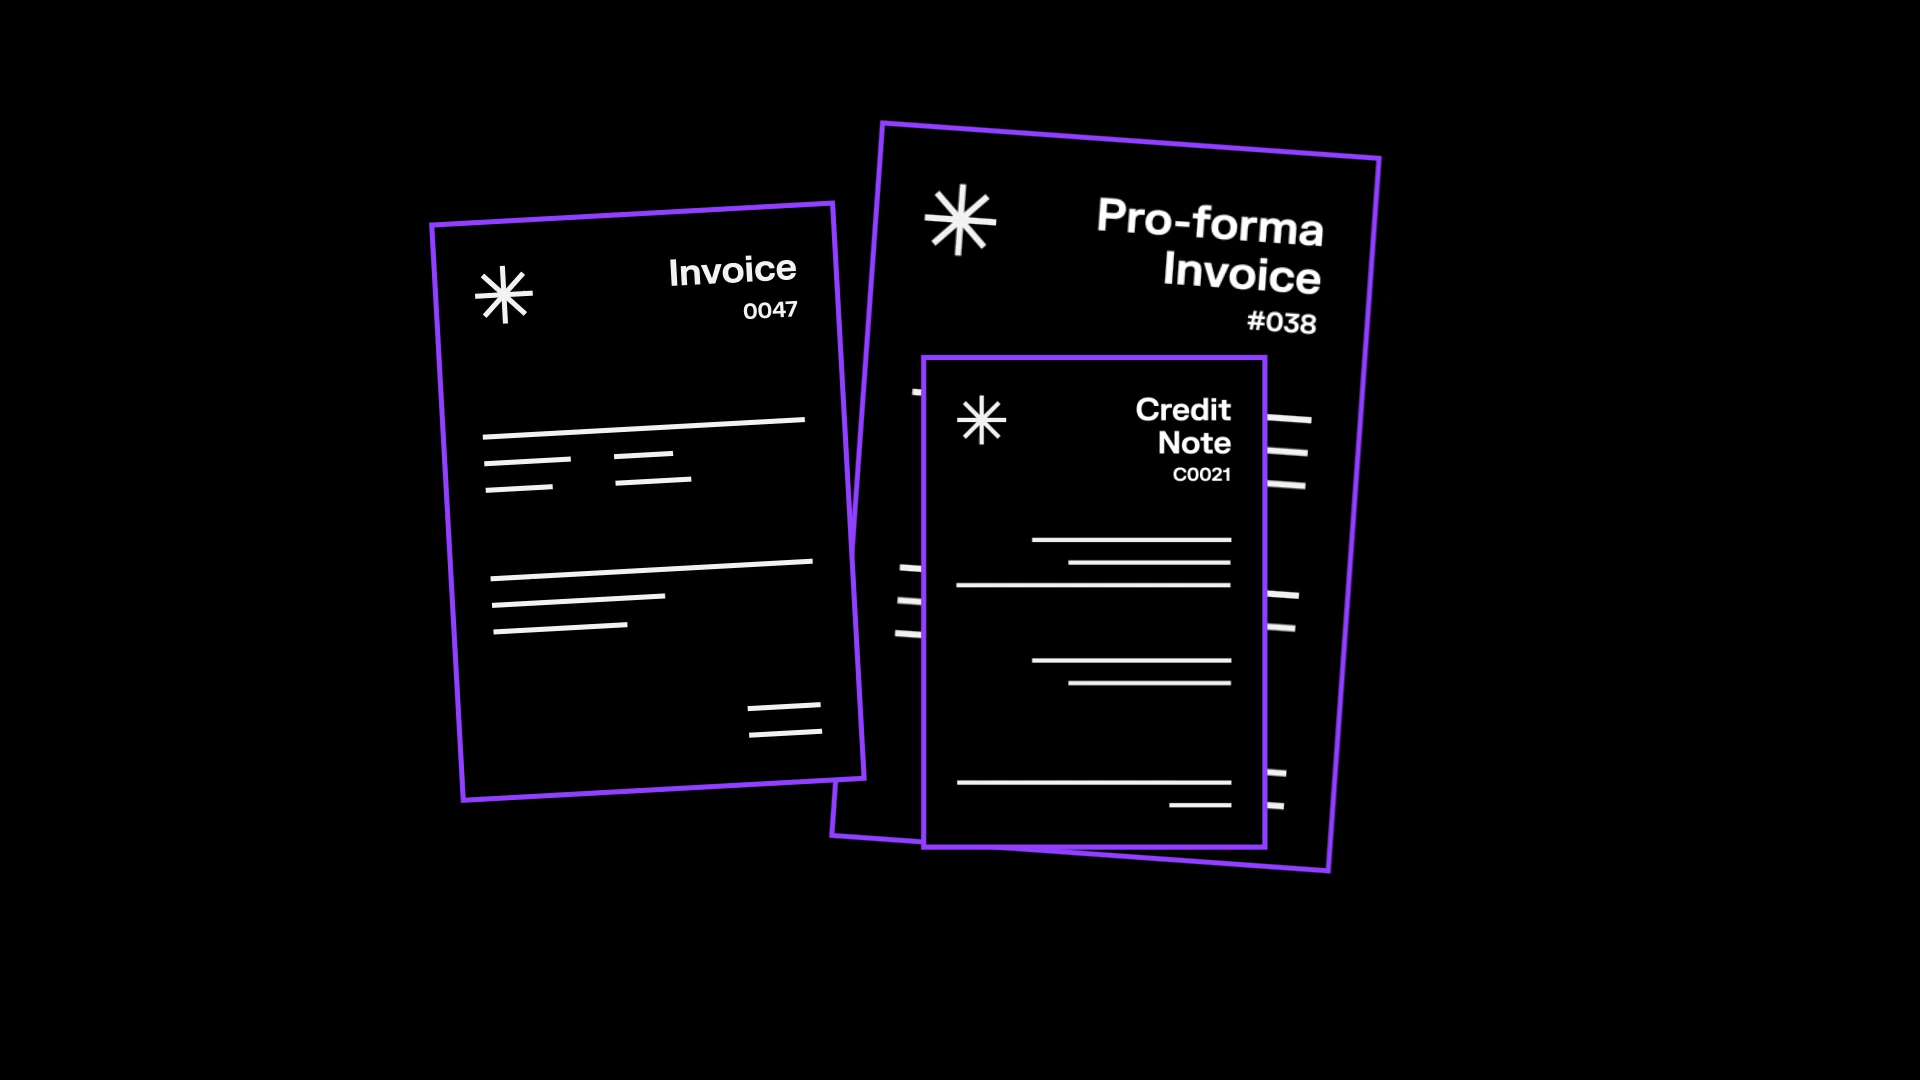 Invoice
0047
Pro-forma
Invoice
#038
Credit
Note
C0021